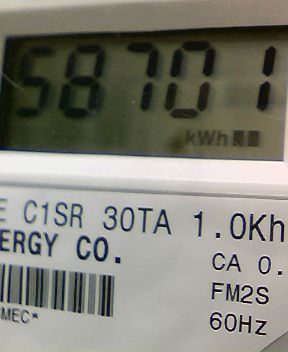 58701
kWh
E C1SR 30TA 1.0Kh
ERGY CO.
CA 0.
FM2S
MEC*
60Hz